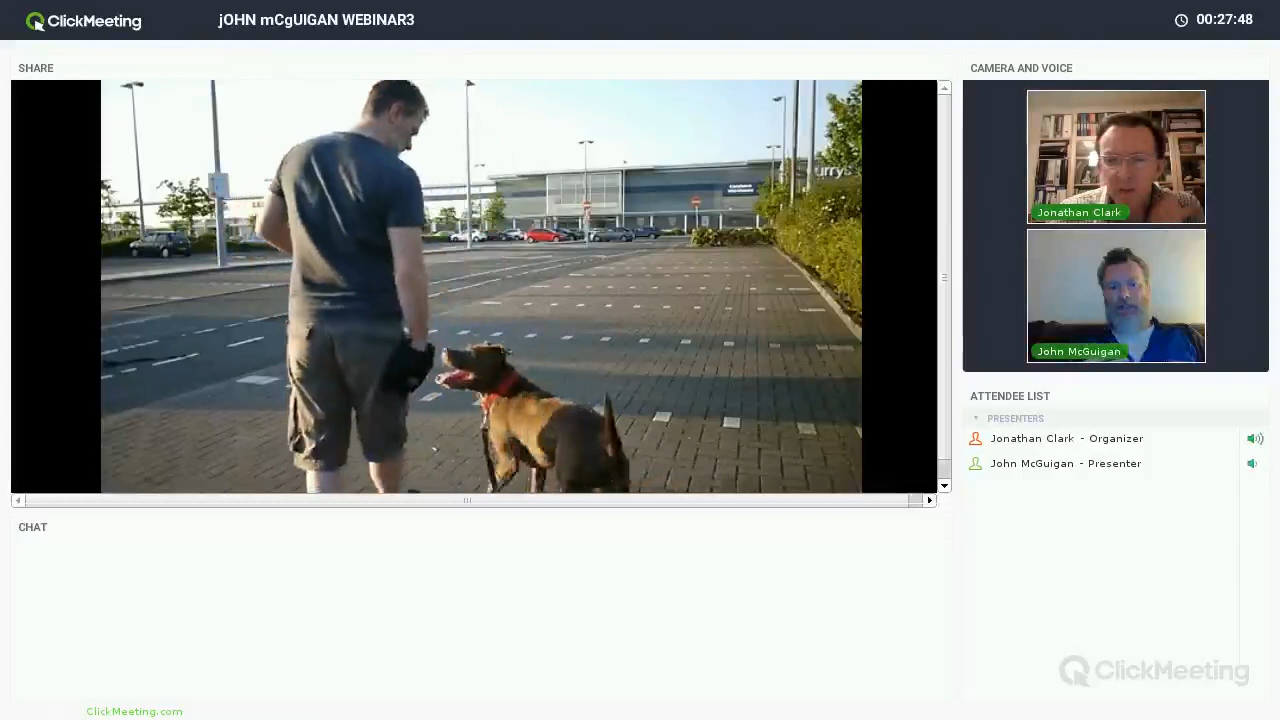 ClickMeeting
jOHN mCgUIGAN WEBINAR3
00:27:48
SHARE
urrys
CAMERA AND VOICE
Jonathan Clark
John McGuigan
ATTENDEE LIST
PRESENTERS
Jonathan Clark - Organizer
John McGuigan - Presenter
CHAT
ClickMeeting
ClickMeeting.com